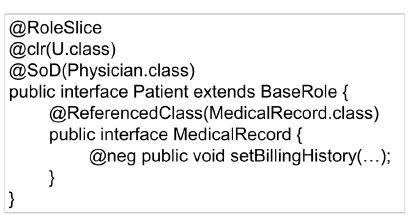 @RoleSlice
@clr(U.class)
@SoD(Physician.class)
public interface Patient extends BaseRole {
@ReferencedClass(MedicalRecord.class)
public interface MedicalRecord {
@neg public void setBillingHistory(…);
}
}